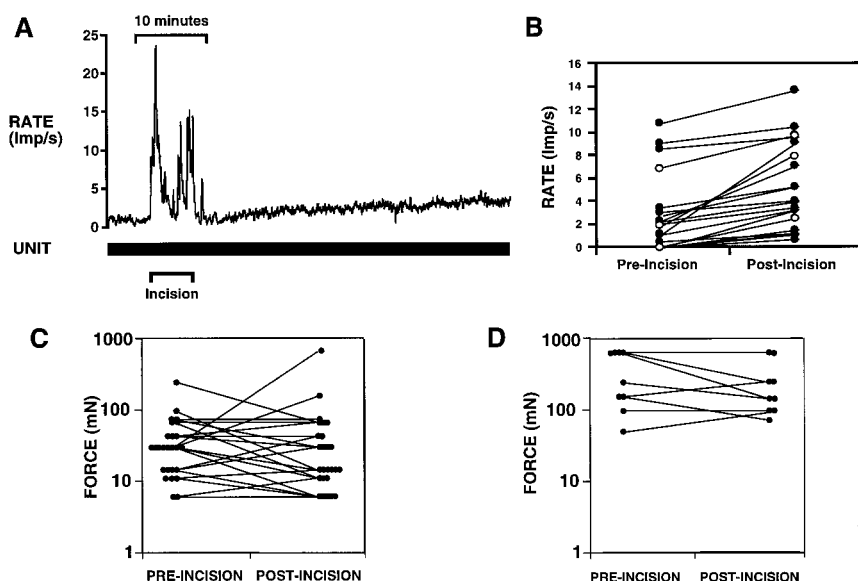 A
10 minutes
25
20
15
10
5
0
RATE
(Imp/s)
UNIT
Incision
B
16
14
12
10
8
6
4
2
0
RATE (Imp/s)
Pre-Incision Post-Incision
C
1000
100
10
1
FORCE (mN)
PRE-INCISION POST-INCISION
D
1000
100
10
1
FORCE (mN)
PRE-INCISION POST-INCISION